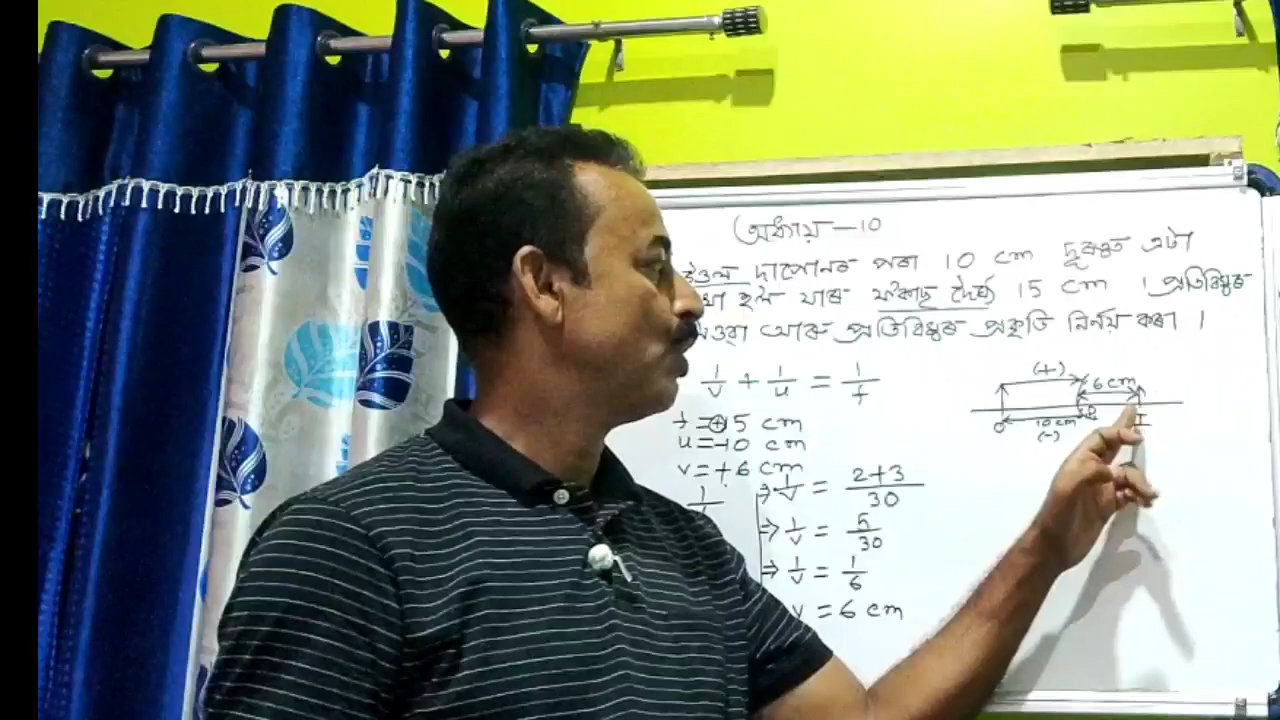 অধ্যায় – 10
দাপোনৰ পৰা 10 cm দূৰত্বত এটা
হ'ল যাৰ ফ'কাছ দৈৰ্ঘ্য 15 cm । প্ৰতিবিম্বৰ
আৰু প্ৰতিবিম্বৰ প্ৰকৃতি নিৰ্ণয় কৰা ।
1/v + 1/u = 1/f
f = +15 cm
u = -10 cm
v = +6 cm
⇒ 1/v = 2+3/30
⇒ 1/v = 5/30
⇒ 1/v = 1/6
v = 6 cm
(+)
6 cm
O 10 cm P I
(-)